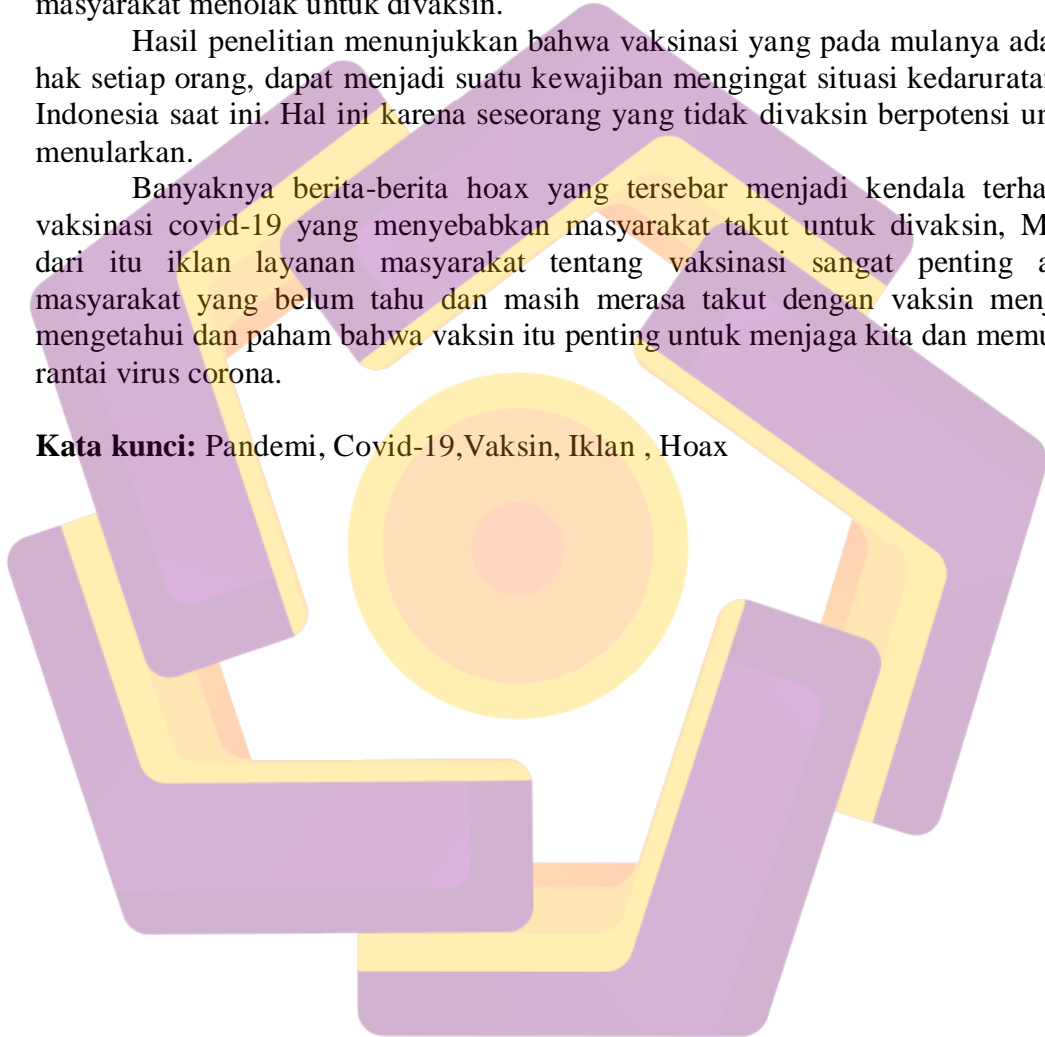 masyarakat menolak untuk divaksin.
Hasil penelitian menunjukkan bahwa vaksinasi yang pada mulanya ada
hak setiap orang, dapat menjadi suatu kewajiban mengingat situasi kedarurata
Indonesia saat ini. Hal ini karena seseorang yang tidak divaksin berpotensi un
menularkan.
Banyaknya berita-berita hoax yang tersebar menjadi kendala terha
vaksinasi covid-19 yang menyebabkan masyarakat takut untuk divaksin, M
dari itu iklan layanan masyarakat tentang vaksinasi sangat penting a
masyarakat yang belum tahu dan masih merasa takut dengan vaksin menj
mengetahui dan paham bahwa vaksin itu penting untuk menjaga kita dan memu
rantai virus corona.
Kata kunci: Pandemi, Covid-19,Vaksin, Iklan , Hoax